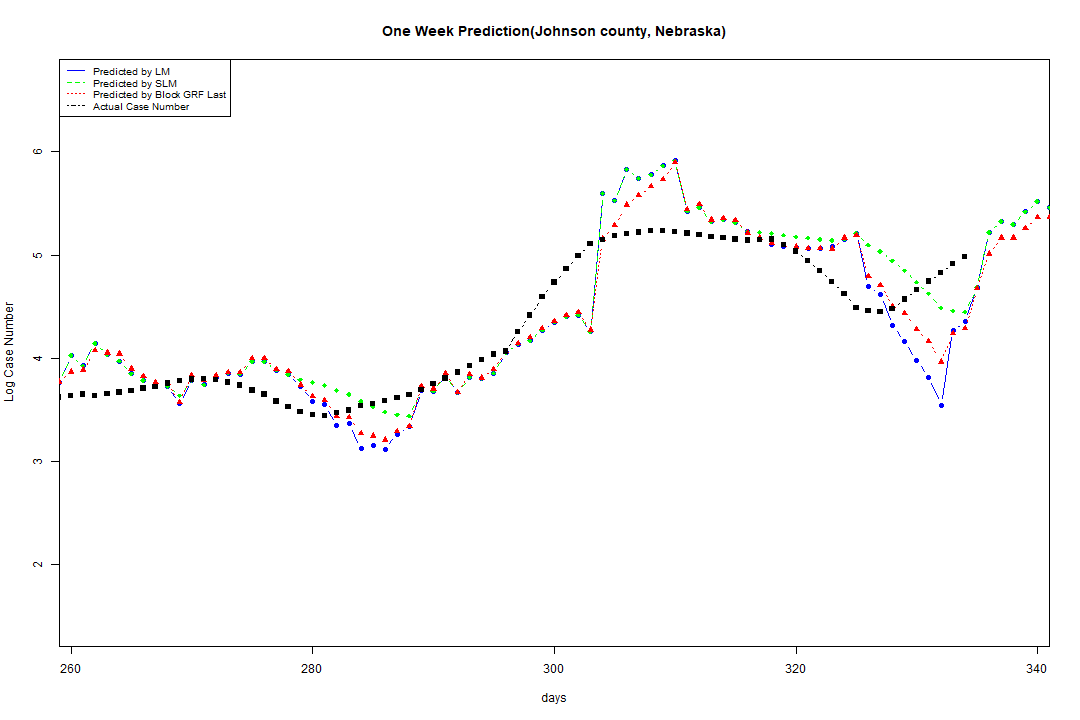 One Week Prediction(Johnson county, Nebraska)
Predicted by LM
Predicted by SLM
Predicted by Block GRF Last
Actual Case Number
6
5
4
3
2
Log Case Number
260 280 300 320 340
days